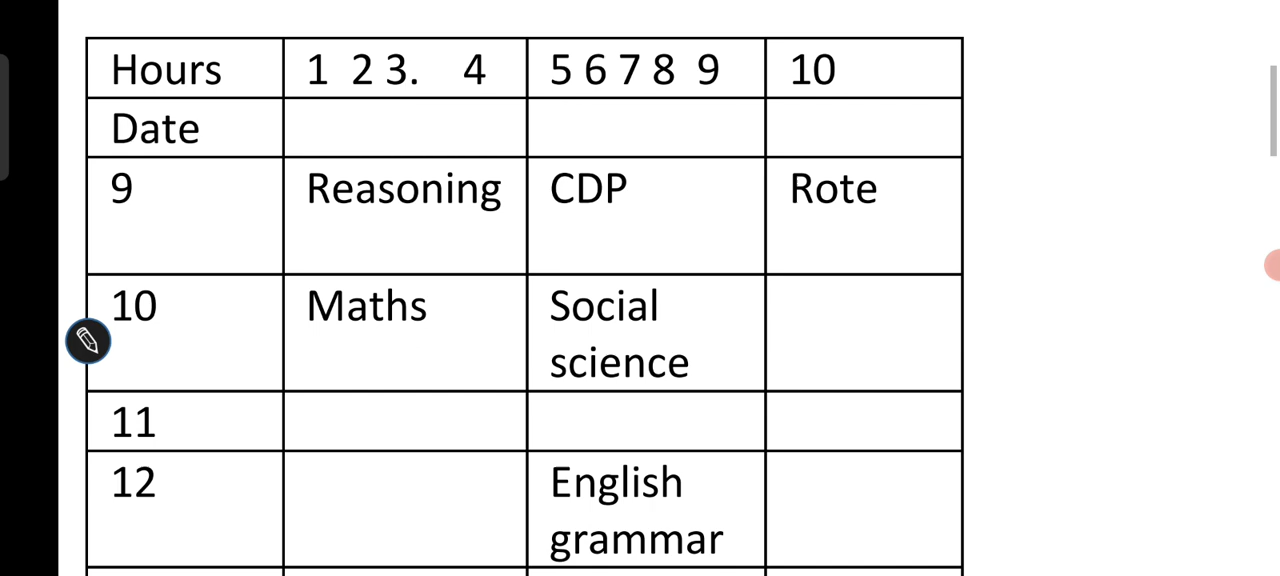 Hours 1 2 3. 4 5 6 7 8 9 10
Date
9 Reasoning CDP Rote
10 Maths Social
science
11
12 English
grammar